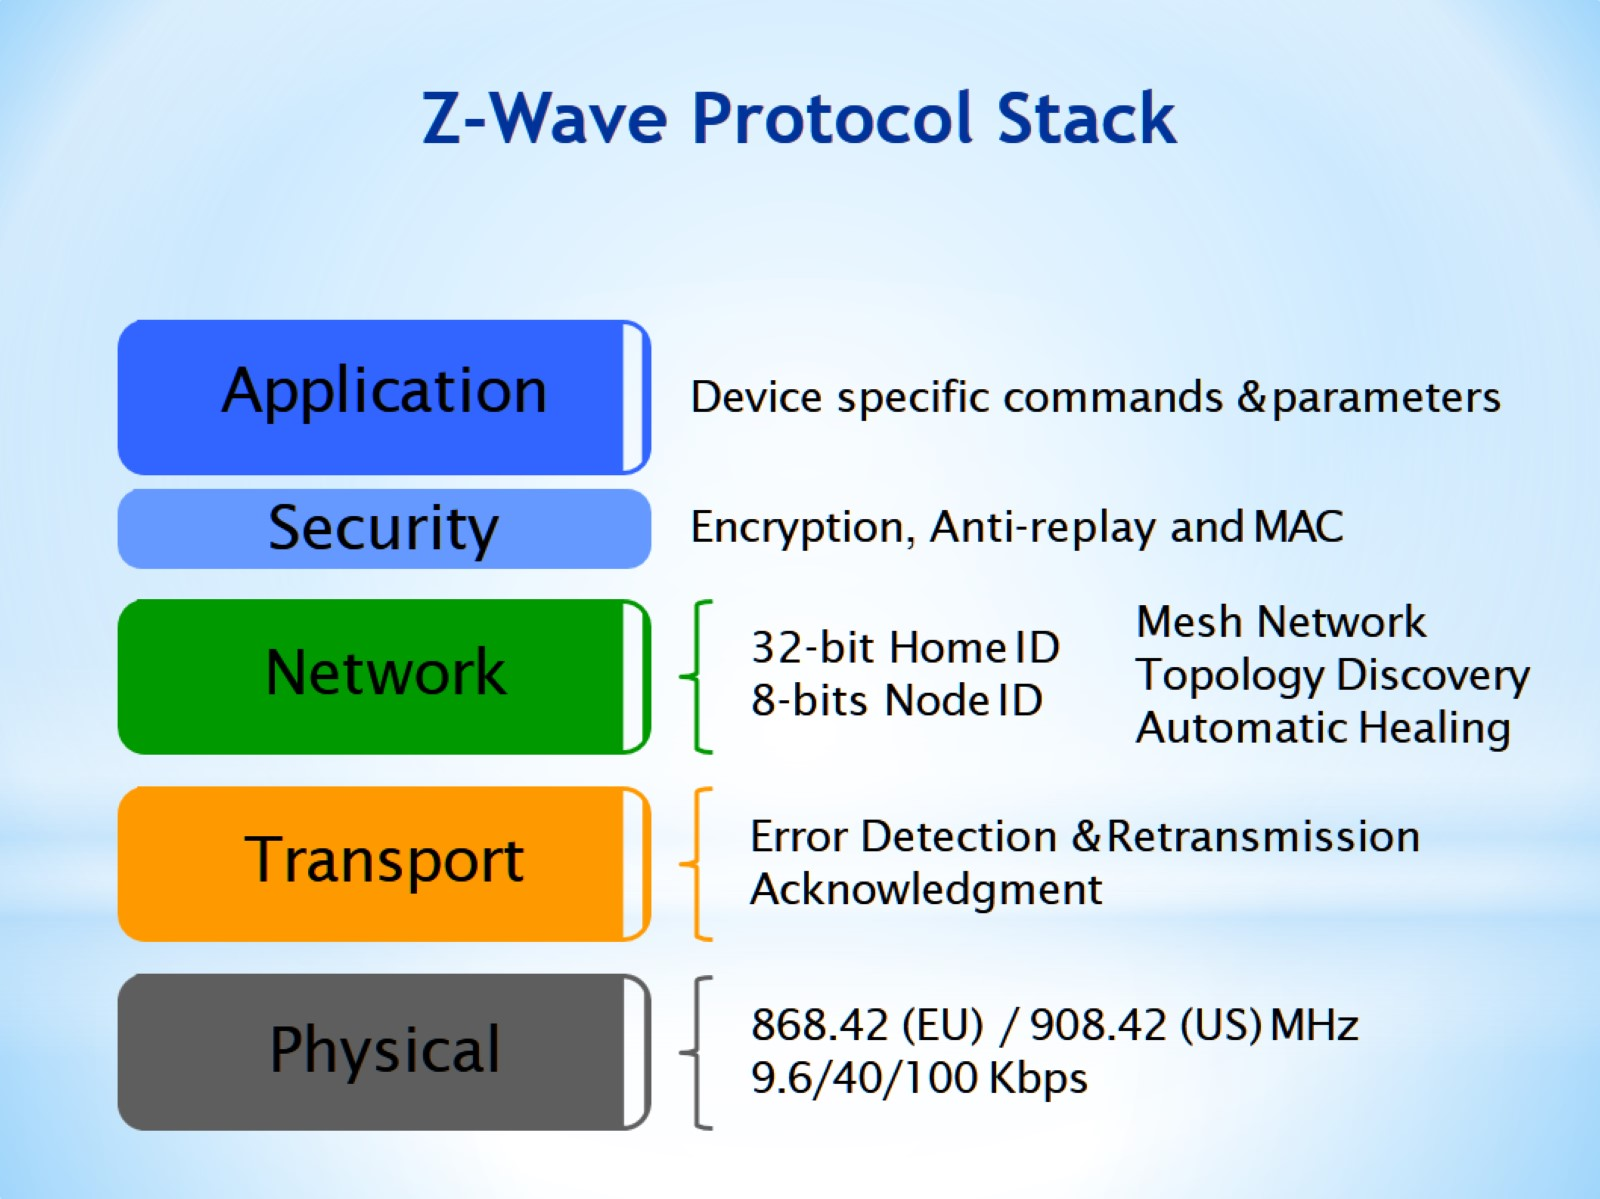 Z-Wave Protocol Stack
Application
Device specific commands & parameters
Security
Encryption, Anti-replay and MAC
Network
32-bit Home ID
8-bits Node ID
Mesh Network
Topology Discovery
Automatic Healing
Transport
Error Detection & Retransmission
Acknowledgment
Physical
868.42 (EU) / 908.42 (US) MHz
9.6/40/100 Kbps